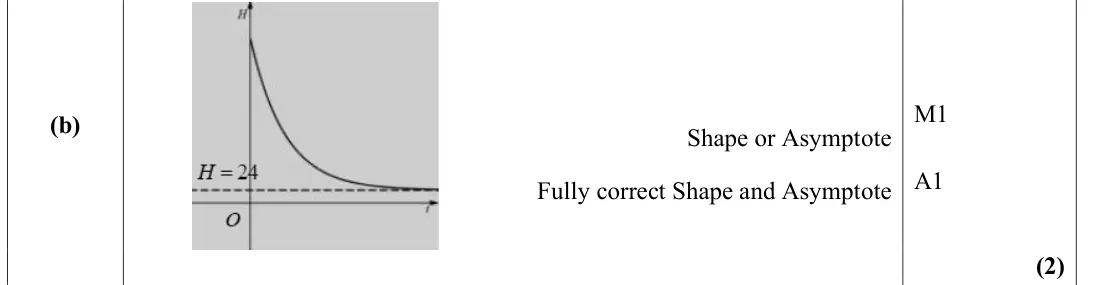 H
(b)
M1
Shape or Asymptote
H = 24
A1
Fully correct Shape and Asymptote
t
O
(2)